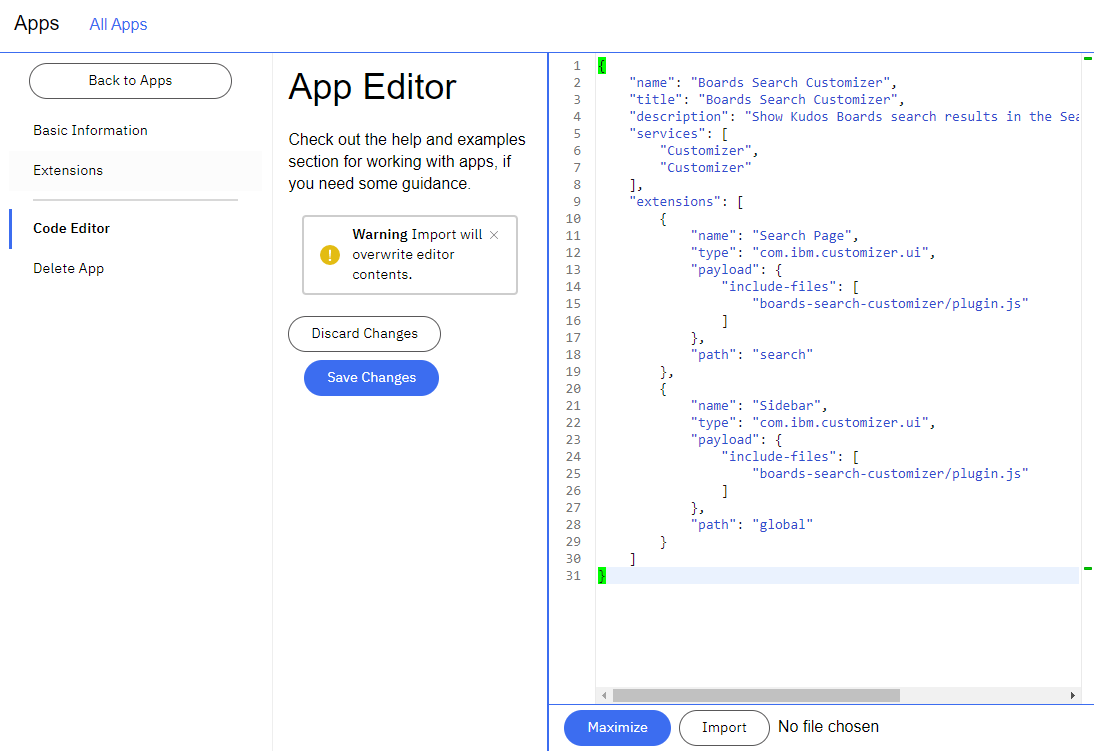 Apps All Apps
Back to Apps
Basic Information
Extensions
Code Editor
Delete App
App Editor
Check out the help and examples
section for working with apps, if
you need some guidance.
Warning Import will
overwrite editor
contents.
Discard Changes
Save Changes
1 {
2 "name": "Boards Search Customizer",
3 "title": "Boards Search Customizer",
4 "description": "Show Kudos Boards search results in the Sea
5 "services": [
6 "Customizer",
7 "Customizer"
8 ],
9 "extensions": [
10 {
11 "name": "Search Page",
12 "type": "com.ibm.customizer.ui",
13 "payload": {
14 "include-files": [
15 "boards-search-customizer/plugin.js"
16 ]
17 },
18 "path": "search"
19 },
20 {
21 "name": "Sidebar",
22 "type": "com.ibm.customizer.ui",
23 "payload": {
24 "include-files": [
25 "boards-search-customizer/plugin.js"
26 ]
27 },
28 "path": "global"
29 }
30 ]
31 }
Maximize Import No file chosen